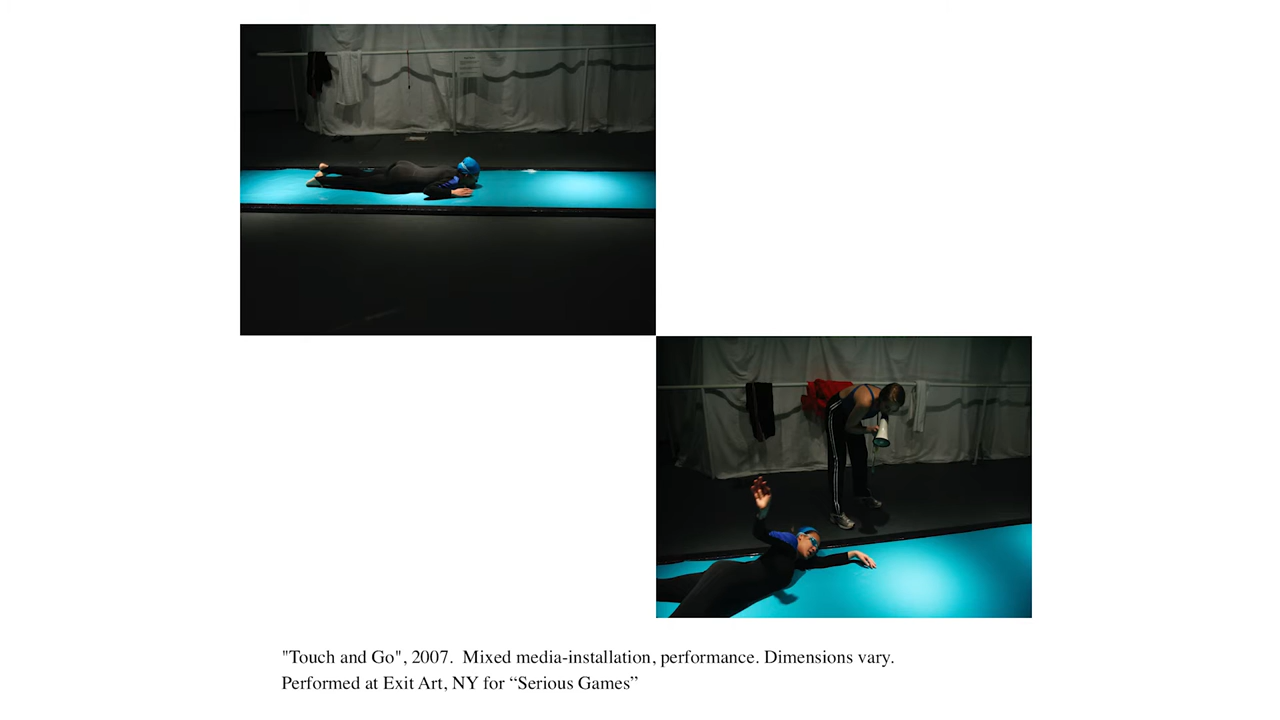 "Touch and Go", 2007.  Mixed media-installation, performance. Dimensions vary.
Performed at Exit Art, NY for “Serious Games”